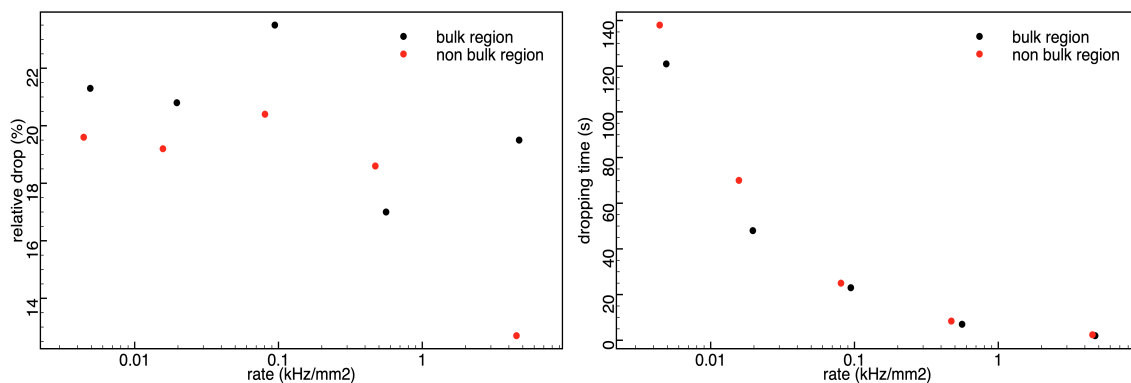 bulk region
non bulk region
relative drop (%)
22
20
18
16
14
0.01
0.1
1
rate (kHz/mm2)
bulk region
non bulk region
dropping time (s)
140
120
100
80
60
40
20
0
0.01
0.1
1
rate (kHz/mm2)